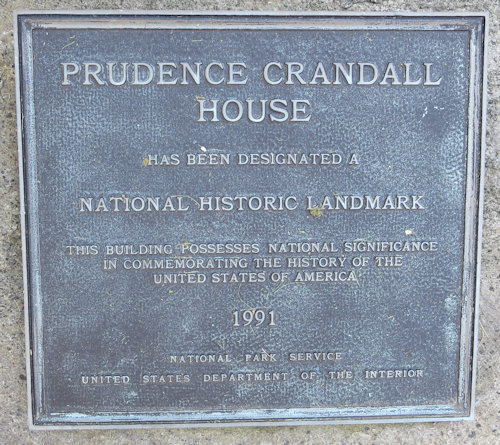 PRUDENCE CRANDALL
HOUSE
HAS BEEN DESIGNATED A
NATIONAL HISTORIC LANDMARK
THIS BUILDING POSSESSES NATIONAL SIGNIFICANCE
IN COMMEMORATING THE HISTORY OF THE
UNITED STATES OF AMERICA
1991
NATIONAL PARK SERVICE
UNITED STATES DEPARTMENT OF THE INTERIOR